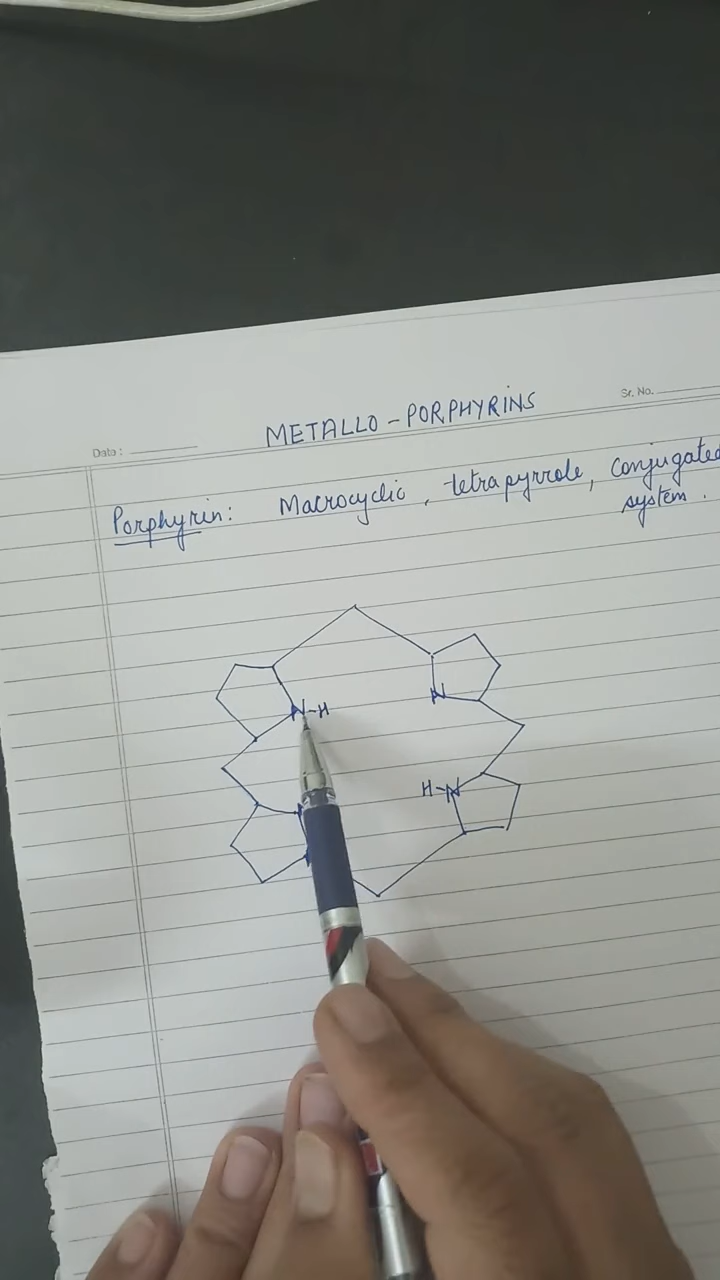 Sr. No.
Date :
METALLO - PORPHYRINS
Porphyrin: Macrocyclic, tetrapyrrole, conjugated
system.
N-H
N
H-N
N